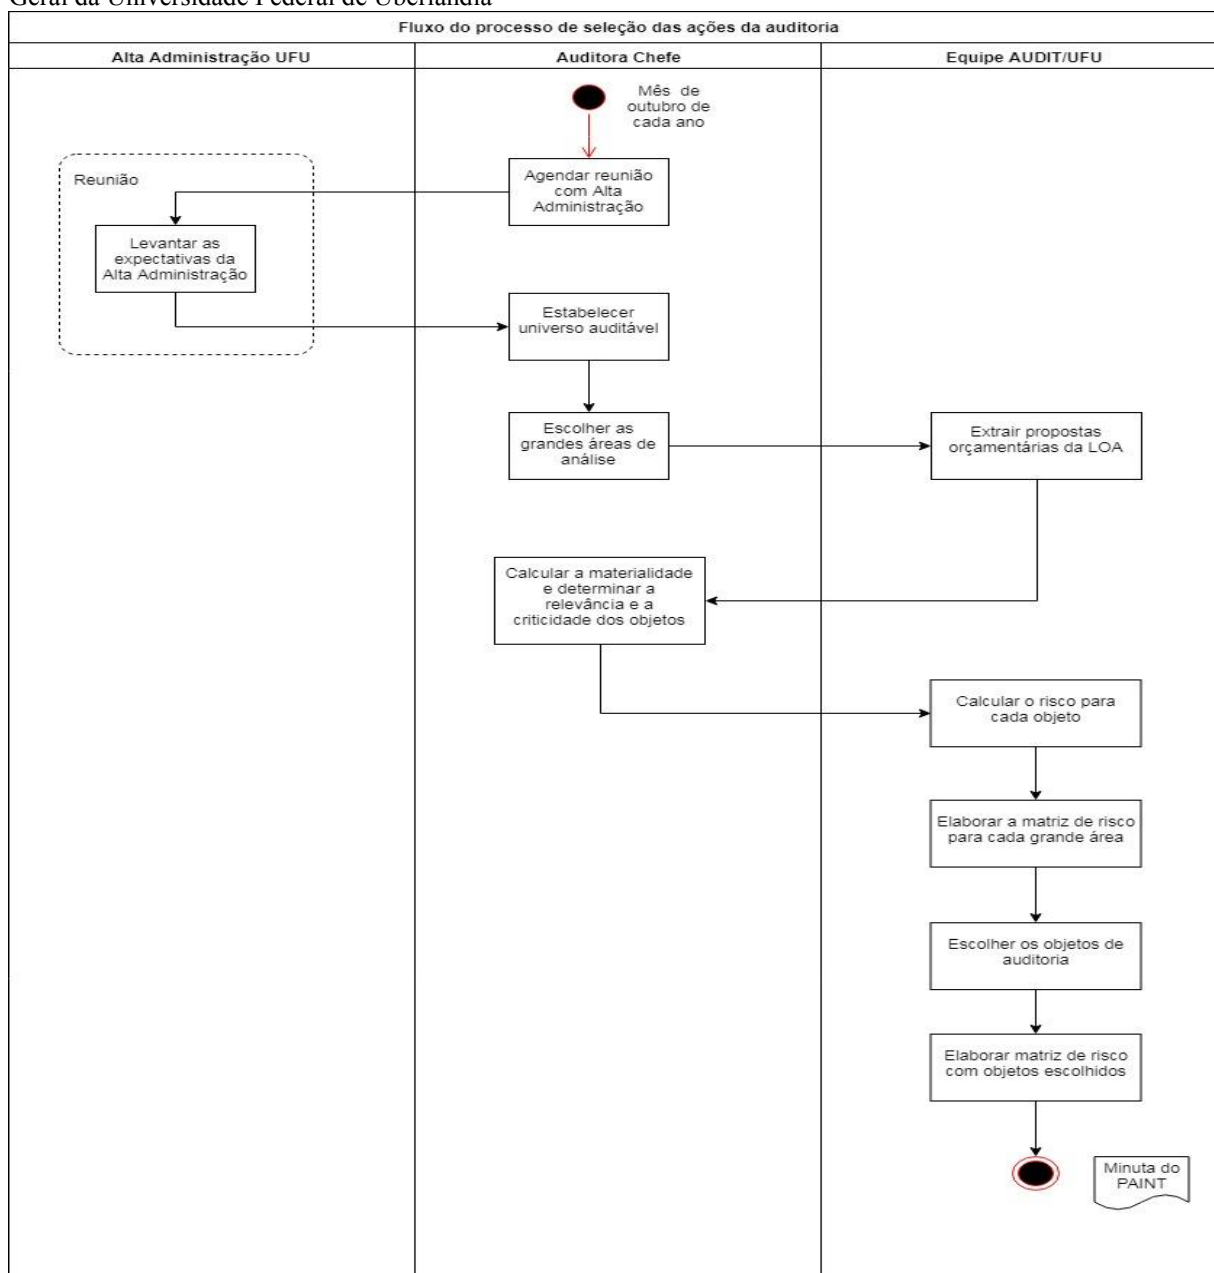 Geral da Universidade Federal de Uberlândia
Fluxo do processo de seleção das ações da auditoria
Alta Administração UFU
Auditora Chefe
Equipe AUDIT/UFU
Mês de
outubro de
cada ano
Agendar reunião
com Alta
Administração
Reunião
Levantar as
expectativas da
Alta Administração
Estabelecer
universo auditável
Escolher as
grandes áreas de
análise
Extrair propostas
orçamentárias da LOA
Calcular a materialidade
e determinar a
relevância e a
criticidade dos objetos
Calcular o risco para
cada objeto
Elaborar a matriz de risco
para cada grande área
Escolher os objetos de
auditoria
Elaborar matriz de risco
com objetos escolhidos
Minuta do
PAINT